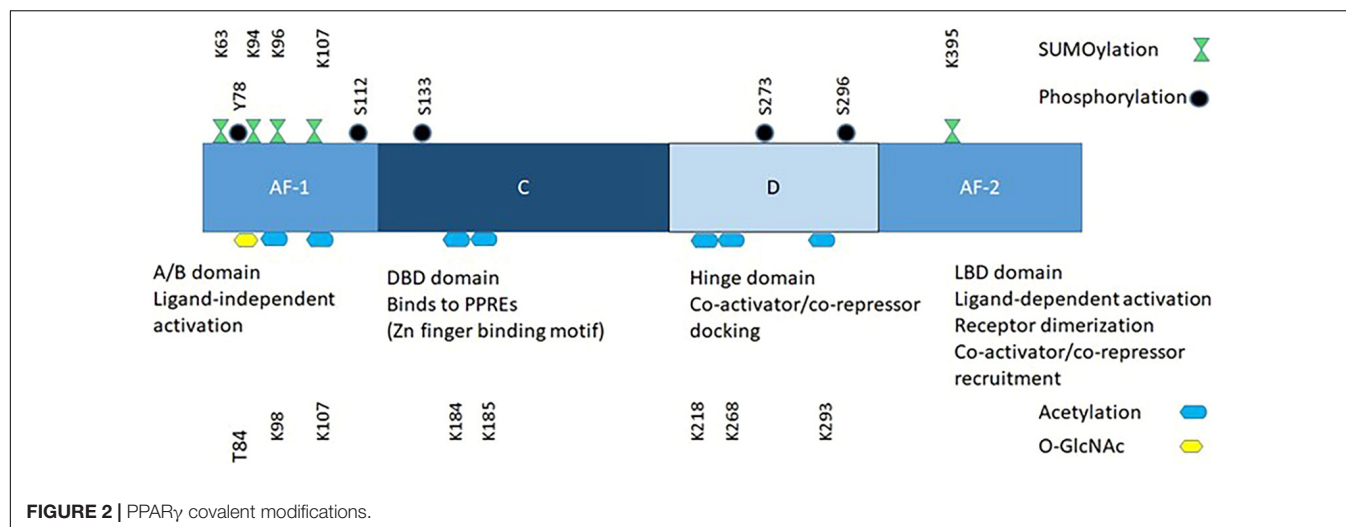 K63
K94
K96
K107
K395
SUMOylation
Y78
S112
S133
S273
S296
Phosphorylation
AF-1
C
D
AF-2
A/B domain
Ligand-independent
activation
DBD domain
Binds to PPREs
(Zn finger binding motif)
Hinge domain
Co-activator/co-repressor
docking
LBD domain
Ligand-dependent activation
Receptor dimerization
Co-activator/co-repressor
recruitment
T84
K98
K107
K184
K185
K218
K268
K293
Acetylation
O-GlcNAc
FIGURE 2 | PPARγ covalent modifications.